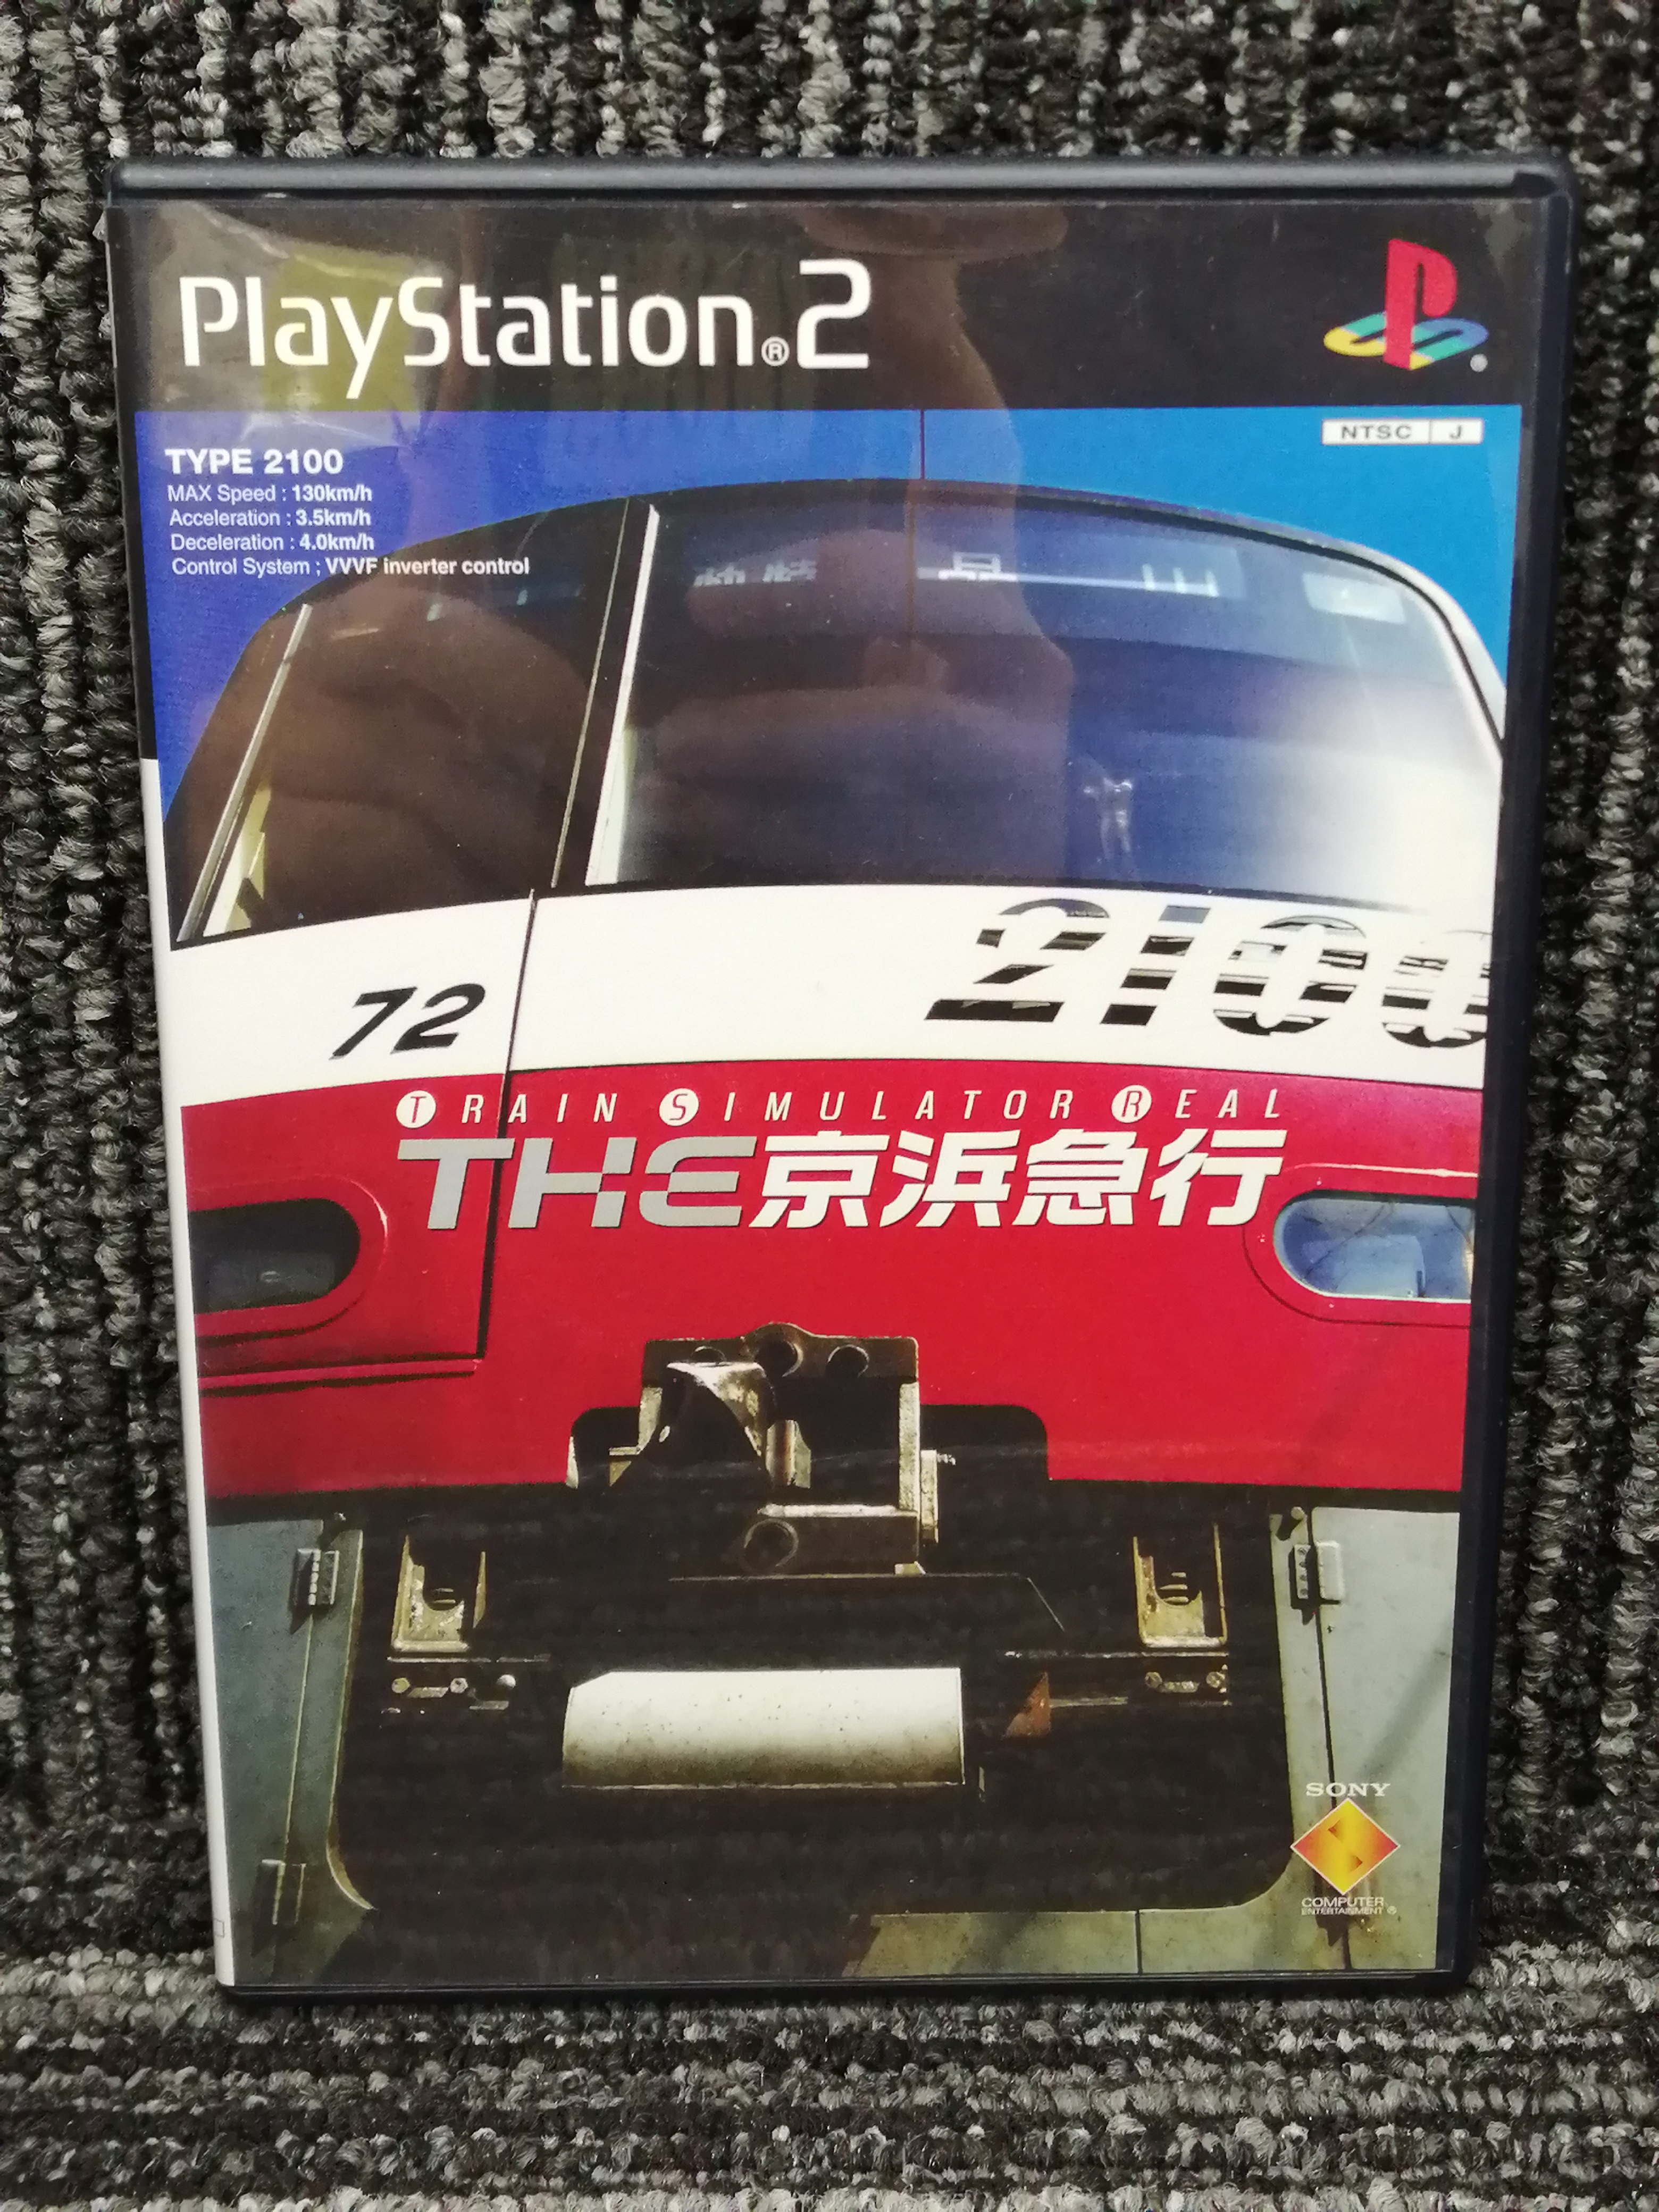 PlayStation®2
NTSC J
TYPE 2100
MAX Speed : 130km/h
Acceleration : 3.5km/h
Deceleration : 4.0km/h
Control System ; VVVF inverter control
2100
72
TRAIN SIMULATOR REAL
THE京浜急行
SONY
COMPUTER
ENTERTAINMENT®